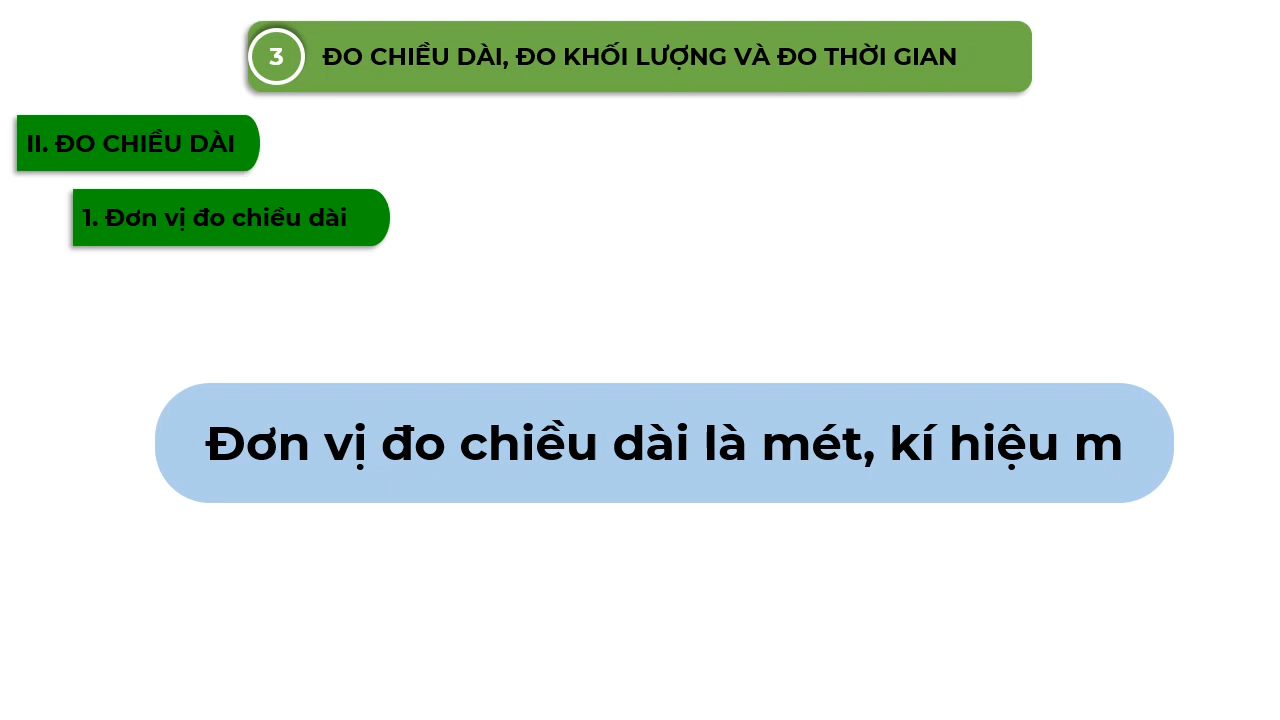 3 ĐO CHIỀU DÀI, ĐO KHỐI LƯỢNG VÀ ĐO THỜI GIAN
II. ĐO CHIỀU DÀI
1. Đơn vị đo chiều dài
Đơn vị đo chiều dài là mét, kí hiệu m